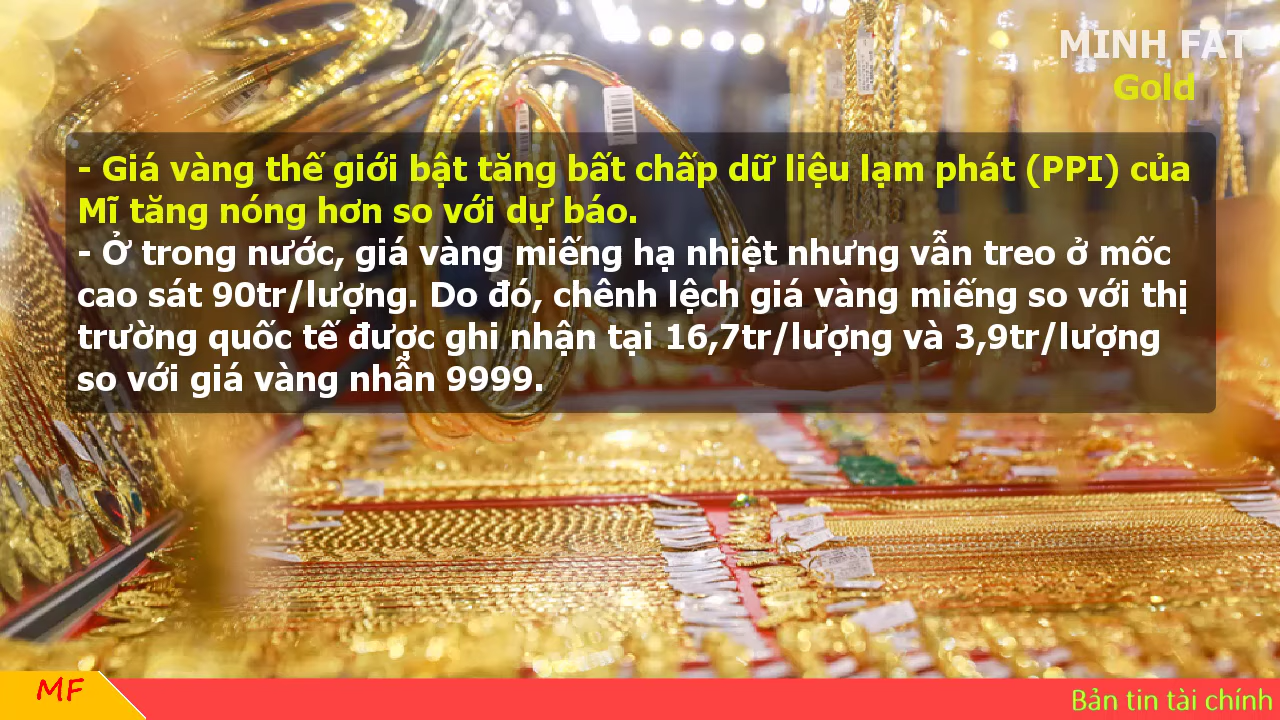 MINH FAT
Gold
- Giá vàng thế giới bật tăng bất chấp dữ liệu lạm phát (PPI) của
Mĩ tăng nóng hơn so với dự báo.
- Ở trong nước, giá vàng miếng hạ nhiệt nhưng vẫn treo ở mốc
cao sát 90tr/lượng. Do đó, chênh lệch giá vàng miếng so với thị
trường quốc tế được ghi nhận tại 16,7tr/lượng và 3,9tr/lượng
so với giá vàng nhẫn 9999.
MF
Bản tin tài chính